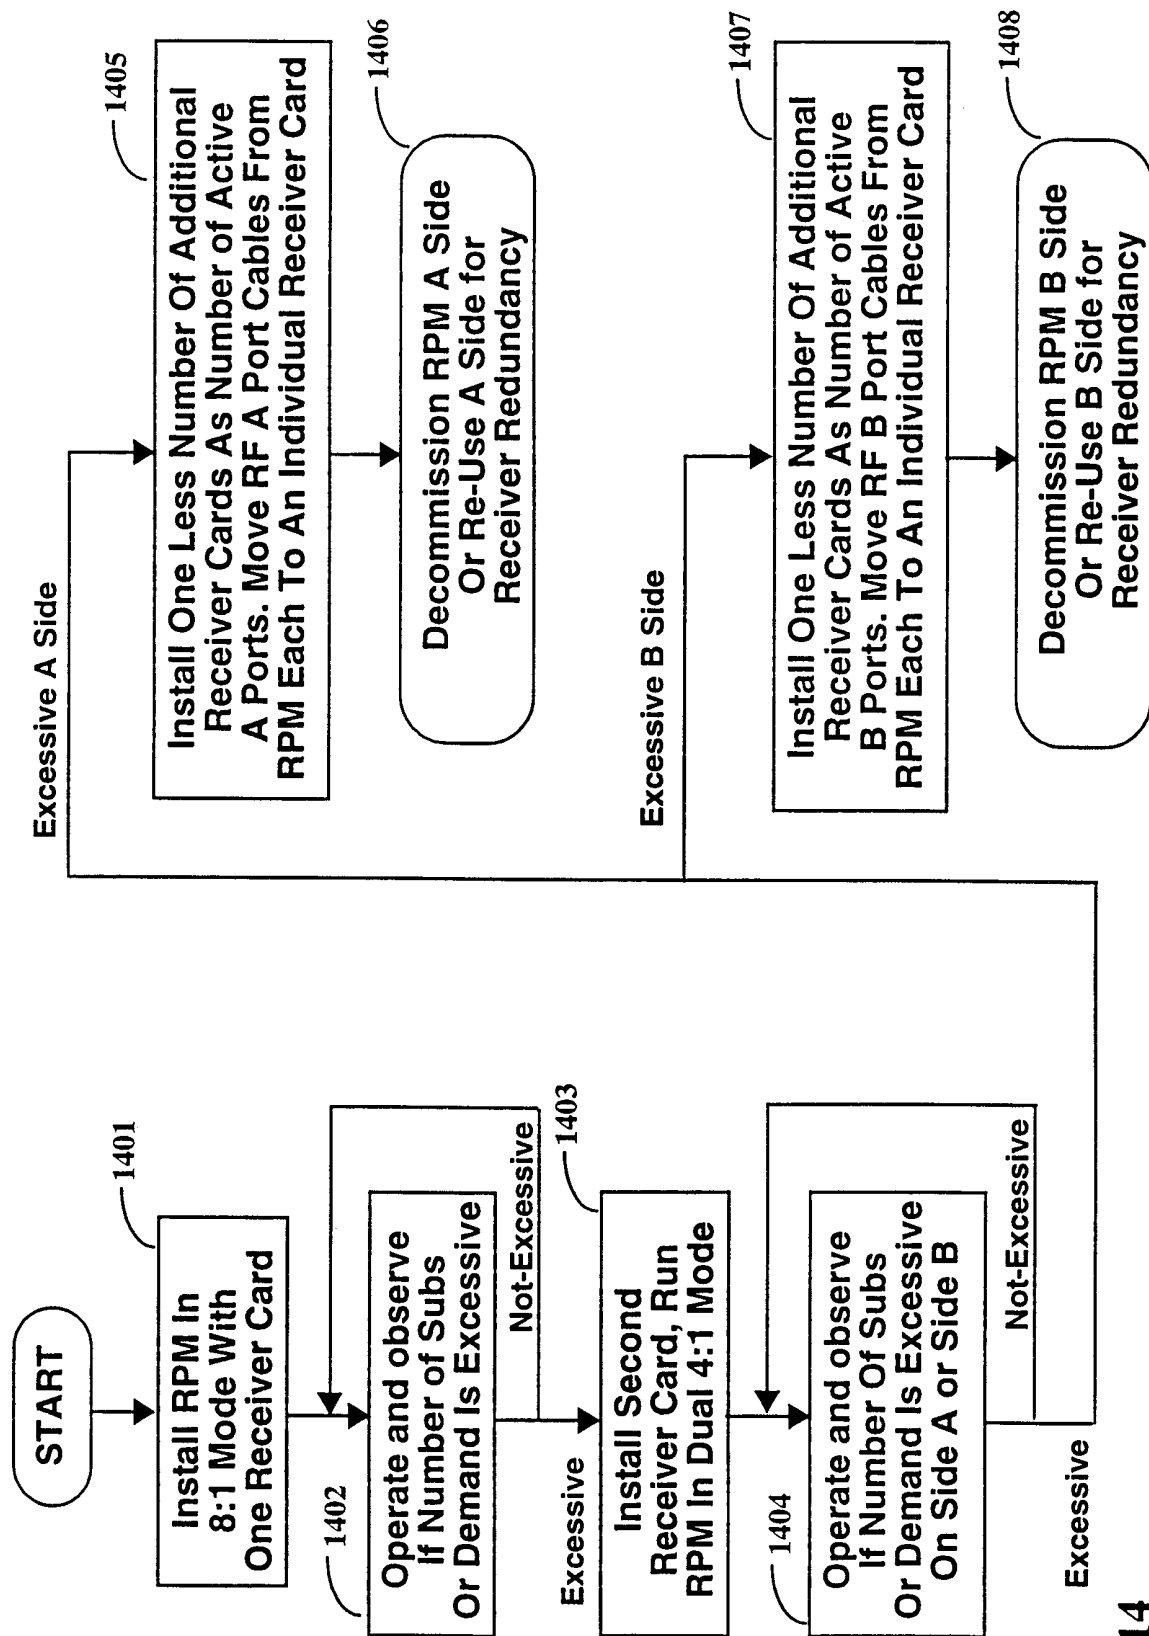 START
1401
Install RPM In
8:1 Mode With
One Receiver Card
1402
Operate and observe
If Number of Subs
Or Demand Is Excessive
Not-Excessive
Excessive
1403
Install Second
Receiver Card, Run
RPM In Dual 4:1 Mode
1404
Operate and observe
If Number Of Subs
Or Demand Is Excessive
On Side A or Side B
Not-Excessive
Excessive
Excessive A Side
1405
Install One Less Number Of Additional
Receiver Cards As Number of Active
A Ports. Move RF A Port Cables From
RPM Each To An Individual Receiver Card
1406
Decommission RPM A Side
Or Re-Use A Side for
Receiver Redundancy
Excessive B Side
1407
Install One Less Number Of Additional
Receiver Cards As Number of Active
B Ports. Move RF B Port Cables From
RPM Each To An Individual Receiver Card
1408
Decommission RPM B Side
Or Re-Use B Side for
Receiver Redundancy
14